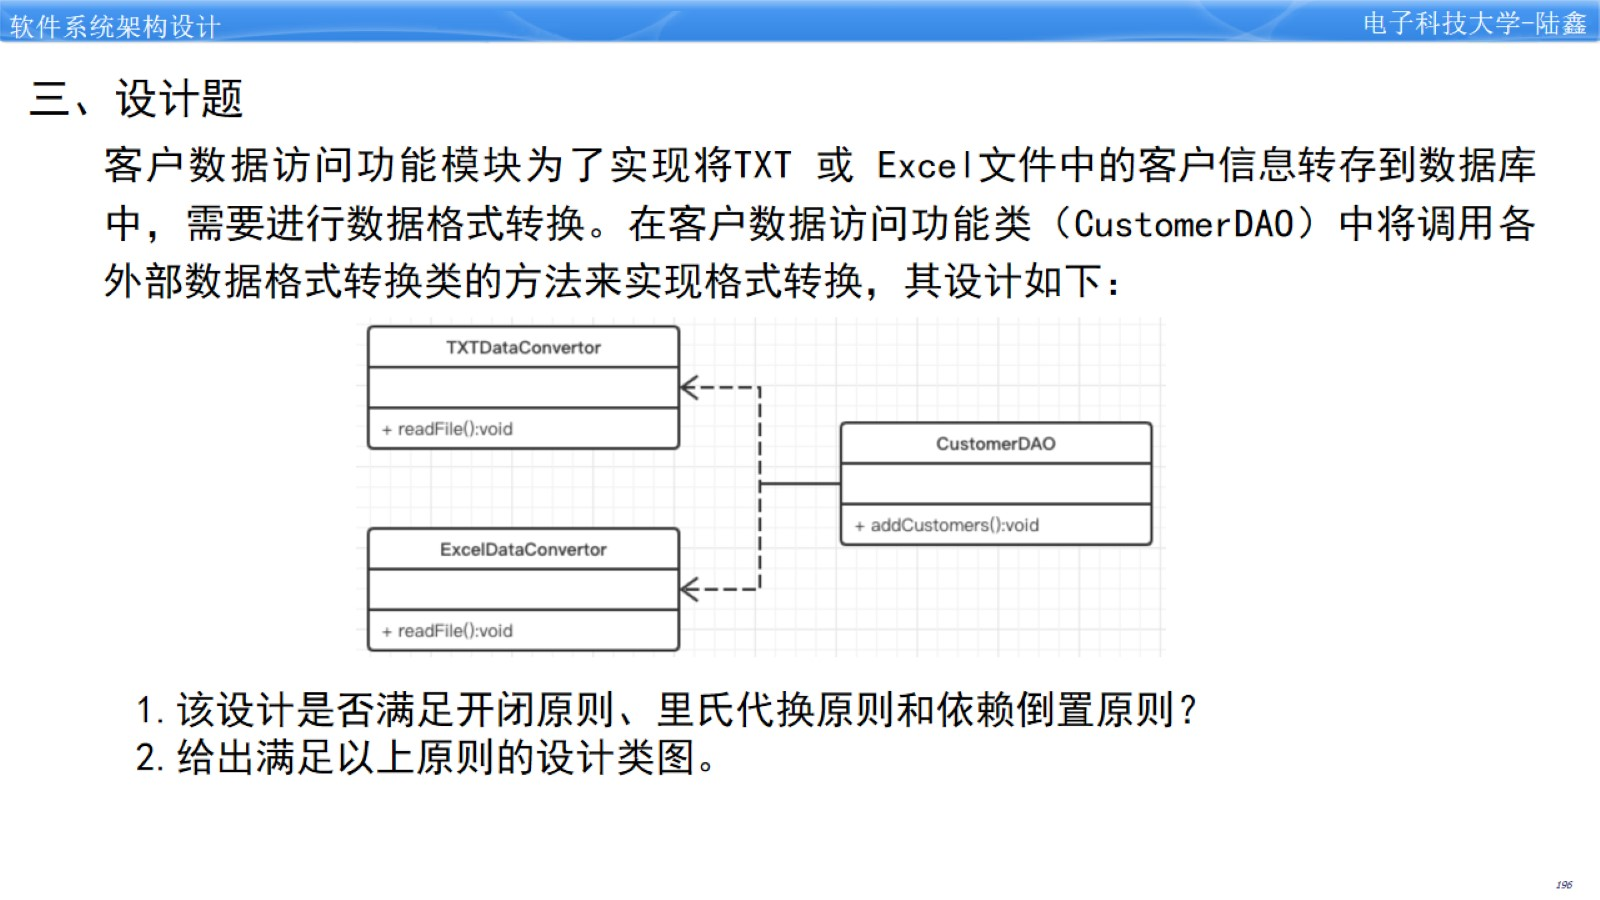 软件系统架构设计
电子科技大学-陆鑫
三、设计题
客户数据访问功能模块为了实现将TXT 或 Excel文件中的客户信息转存到数据库
中，需要进行数据格式转换。在客户数据访问功能类（CustomerDAO）中将调用各
外部数据格式转换类的方法来实现格式转换，其设计如下：
TXTDataConvertor
+ readFile():void
CustomerDAO
+ addCustomers():void
ExcelDataConvertor
+ readFile():void
1. 该设计是否满足开闭原则、里氏代换原则和依赖倒置原则？
2. 给出满足以上原则的设计类图。
196